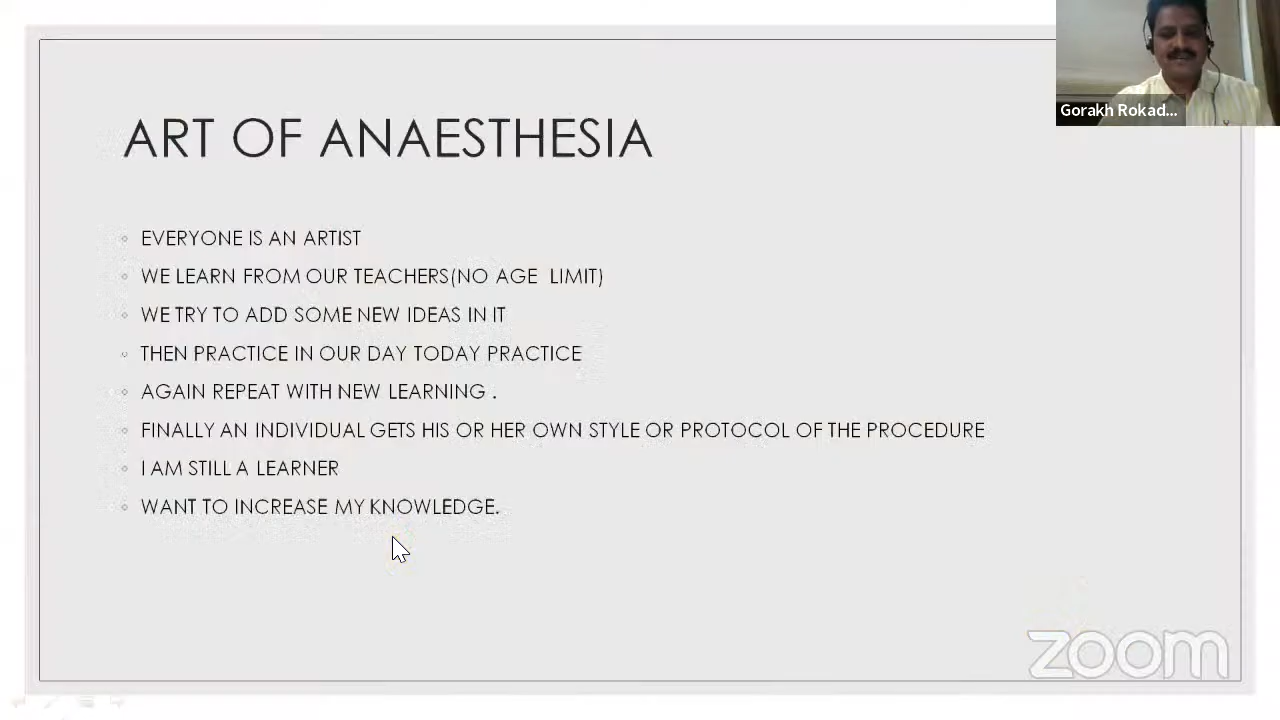 Gorakh Rokad...
ART OF ANAESTHESIA
EVERYONE IS AN ARTIST
WE LEARN FROM OUR TEACHERS(NO AGE LIMIT)
WE TRY TO ADD SOME NEW IDEAS IN IT
THEN PRACTICE IN OUR DAY TODAY PRACTICE
AGAIN REPEAT WITH NEW LEARNING .
FINALLY AN INDIVIDUAL GETS HIS OR HER OWN STYLE OR PROTOCOL OF THE PROCEDURE
I AM STILL A LEARNER
WANT TO INCREASE MY KNOWLEDGE.
zoom